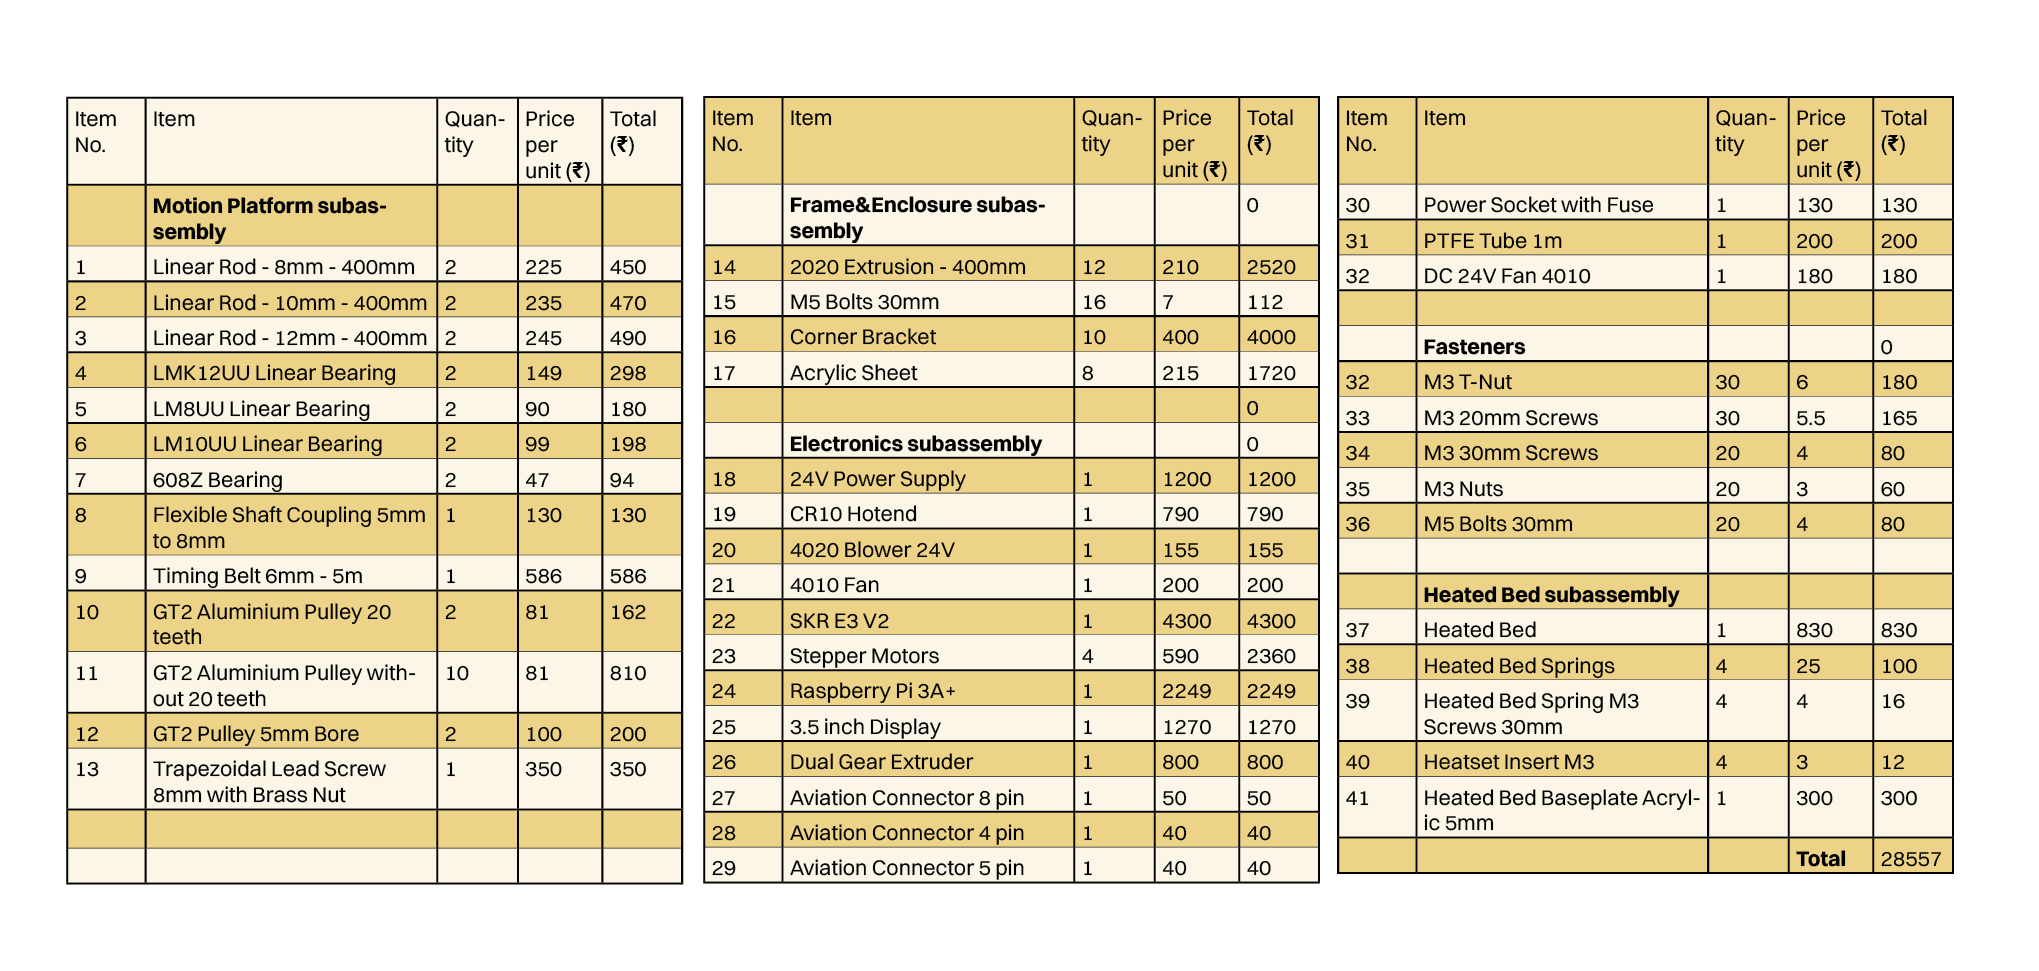 Item No. Item Quan-tity Price per unit (₹) Total (₹)
Motion Platform subas-sembly
1 Linear Rod - 8mm - 400mm 2 225 450
2 Linear Rod - 10mm - 400mm 2 235 470
3 Linear Rod - 12mm - 400mm 2 245 490
4 LMK12UU Linear Bearing 2 149 298
5 LM8UU Linear Bearing 2 90 180
6 LM10UU Linear Bearing 2 99 198
7 608Z Bearing 2 47 94
8 Flexible Shaft Coupling 5mm to 8mm 1 130 130
9 Timing Belt 6mm - 5m 1 586 586
10 GT2 Aluminium Pulley 20 teeth 2 81 162
11 GT2 Aluminium Pulley with-out 20 teeth 10 81 810
12 GT2 Pulley 5mm Bore 2 100 200
13 Trapezoidal Lead Screw 8mm with Brass Nut 1 350 350
Item No. Item Quan-tity Price per unit (₹) Total (₹)
Frame&Enclosure subas-sembly 0
14 2020 Extrusion - 400mm 12 210 2520
15 M5 Bolts 30mm 16 7 112
16 Corner Bracket 10 400 4000
17 Acrylic Sheet 8 215 1720
0
Electronics subassembly 0
18 24V Power Supply 1 1200 1200
19 CR10 Hotend 1 790 790
20 4020 Blower 24V 1 155 155
21 4010 Fan 1 200 200
22 SKR E3 V2 1 4300 4300
23 Stepper Motors 4 590 2360
24 Raspberry Pi 3A+ 1 2249 2249
25 3.5 inch Display 1 1270 1270
26 Dual Gear Extruder 1 800 800
27 Aviation Connector 8 pin 1 50 50
28 Aviation Connector 4 pin 1 40 40
29 Aviation Connector 5 pin 1 40 40
Item No. Item Quan-tity Price per unit (₹) Total (₹)
30 Power Socket with Fuse 1 130 130
31 PTFE Tube 1m 1 200 200
32 DC 24V Fan 4010 1 180 180
Fasteners 0
32 M3 T-Nut 30 6 180
33 M3 20mm Screws 30 5.5 165
34 M3 30mm Screws 20 4 80
35 M3 Nuts 20 3 60
36 M5 Bolts 30mm 20 4 80
Heated Bed subassembly
37 Heated Bed 1 830 830
38 Heated Bed Springs 4 25 100
39 Heated Bed Spring M3 Screws 30mm 4 4 16
40 Heatset Insert M3 4 3 12
41 Heated Bed Baseplate Acryl-ic 5mm 1 300 300
Total 28557